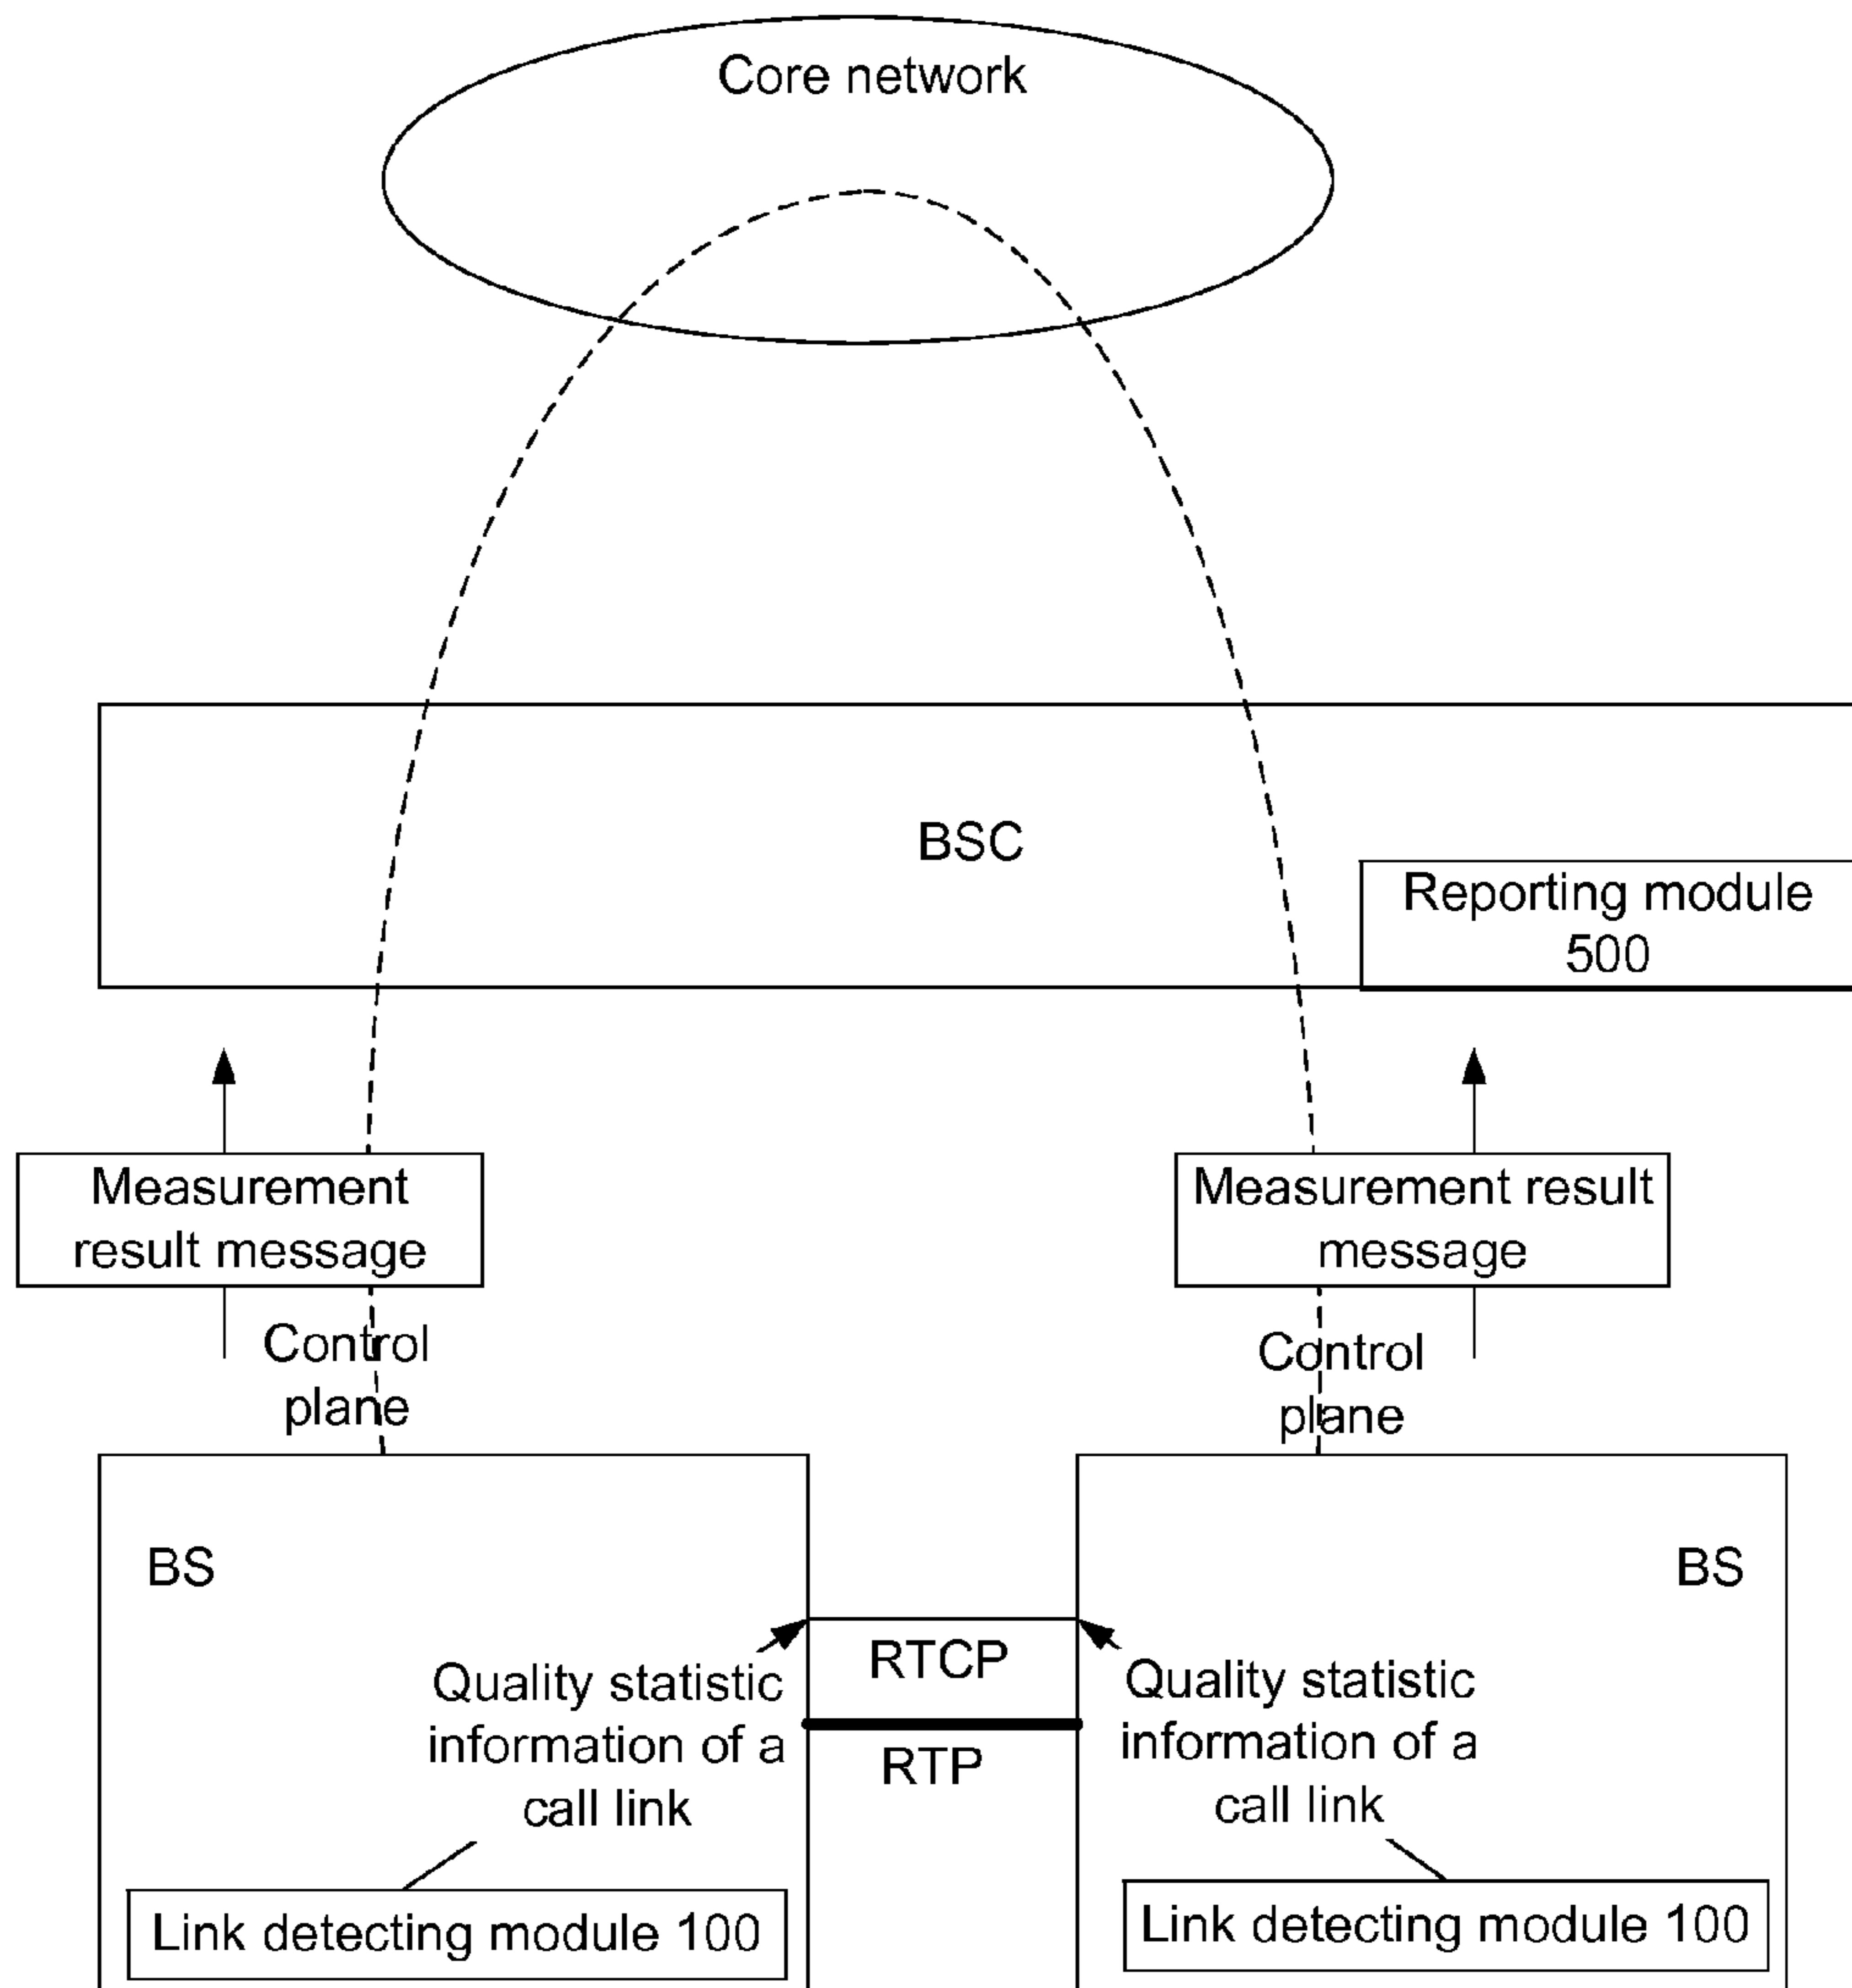 Core network
BSC
Reporting module
500
Measurement
result message
Measurement result
message
Control
plane
Control
plane
BS
BS
RTCP
Quality statistic
information of a
call link
Quality statistic
information of a
call link
RTP
Link detecting module 100
Link detecting module 100